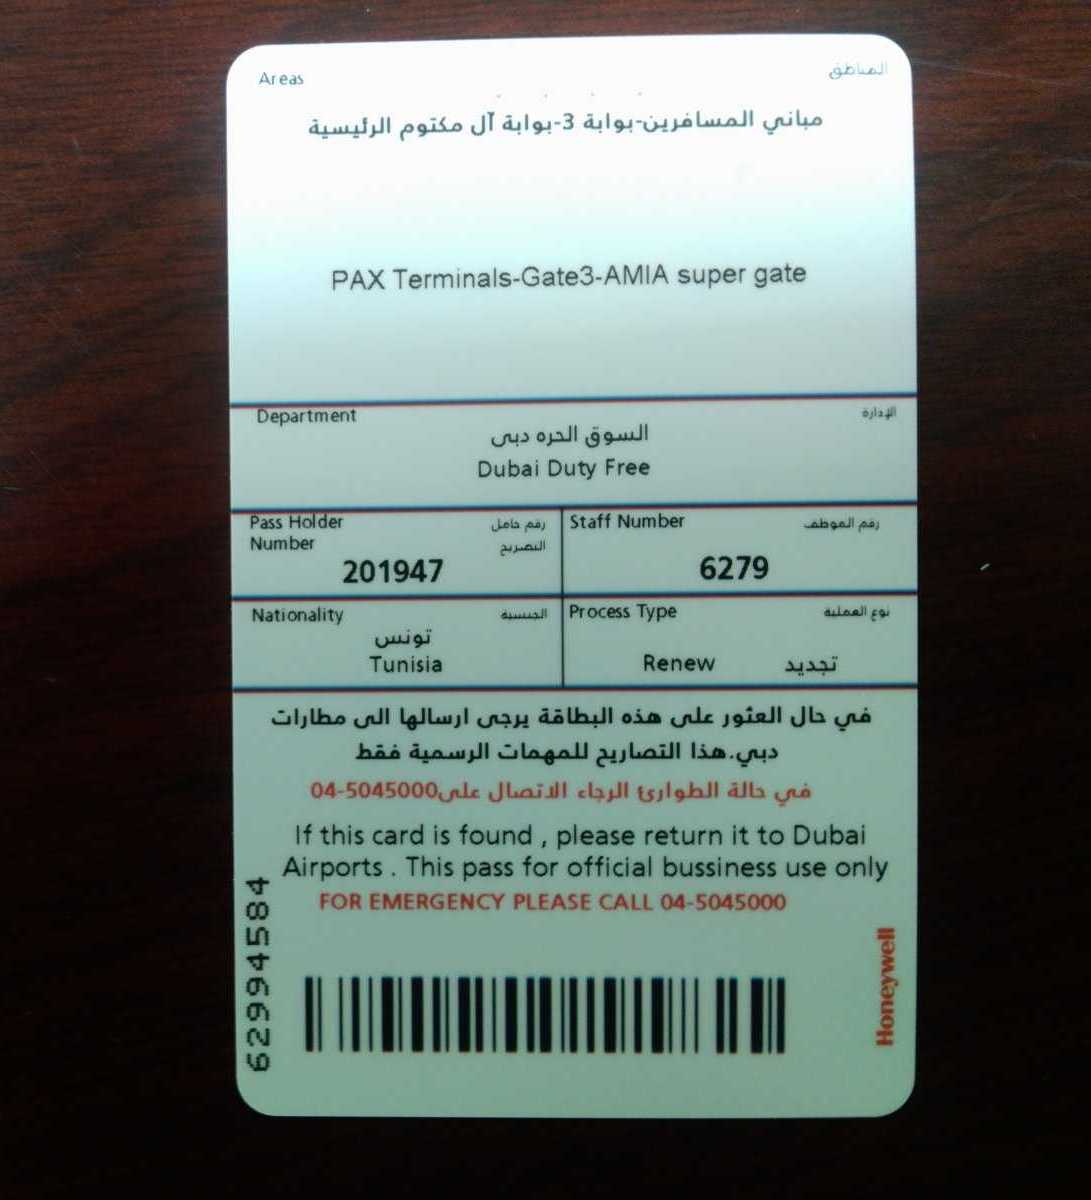 Areas المناطق
مباني المسافرين-بوابة 3-بوابة آل مكتوم الرئيسية
PAX Terminals-Gate3-AMIA super gate
Department الإدارة
السوق الحره دبى
Dubai Duty Free
Pass Holder رقم حامل
Number التصريح
201947
Staff Number رقم الموظف
6279
Nationality الجنسية
تونس
Tunisia
Process Type نوع العملية
Renew تجديد
في حال العثور على هذه البطاقة يرجى ارسالها الى مطارات
دبي.هذا التصاريح للمهمات الرسمية فقط
في حالة الطوارئ الرجاء الاتصال على04-5045000
If this card is found , please return it to Dubai
Airports . This pass for official bussiness use only
FOR EMERGENCY PLEASE CALL 04-5045000
62994584
Honeywell